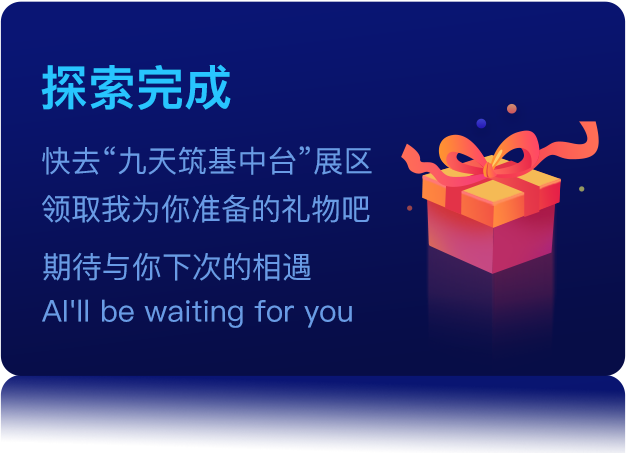 探索完成
快去“九天筑基中台”展区
领取我为你准备的礼物吧
期待与你下次的相遇
AI'll be waiting for you